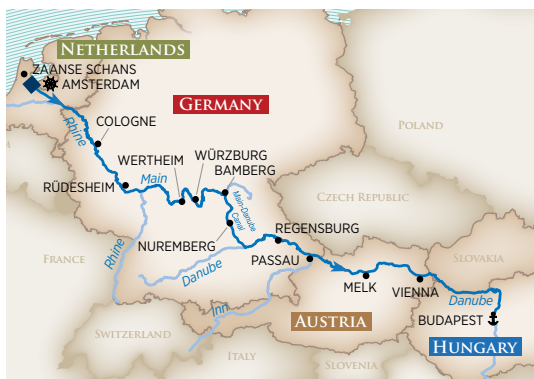 NETHERLANDS
ZAANSE SCHANS
AMSTERDAM
GERMANY
Rhine
COLOGNE
POLAND
WERTHEIM
WÜRZBURG
BAMBERG
Main
RÜDESHEIM
Main-Danube
Canal
CZECH REPUBLIC
NUREMBERG
REGENSBURG
FRANCE
Rhine
Danube
PASSAU
SLOVAKIA
MELK
VIENNA
Danube
Inn
AUSTRIA
BUDAPEST
SWITZERLAND
HUNGARY
ITALY
SLOVENIA